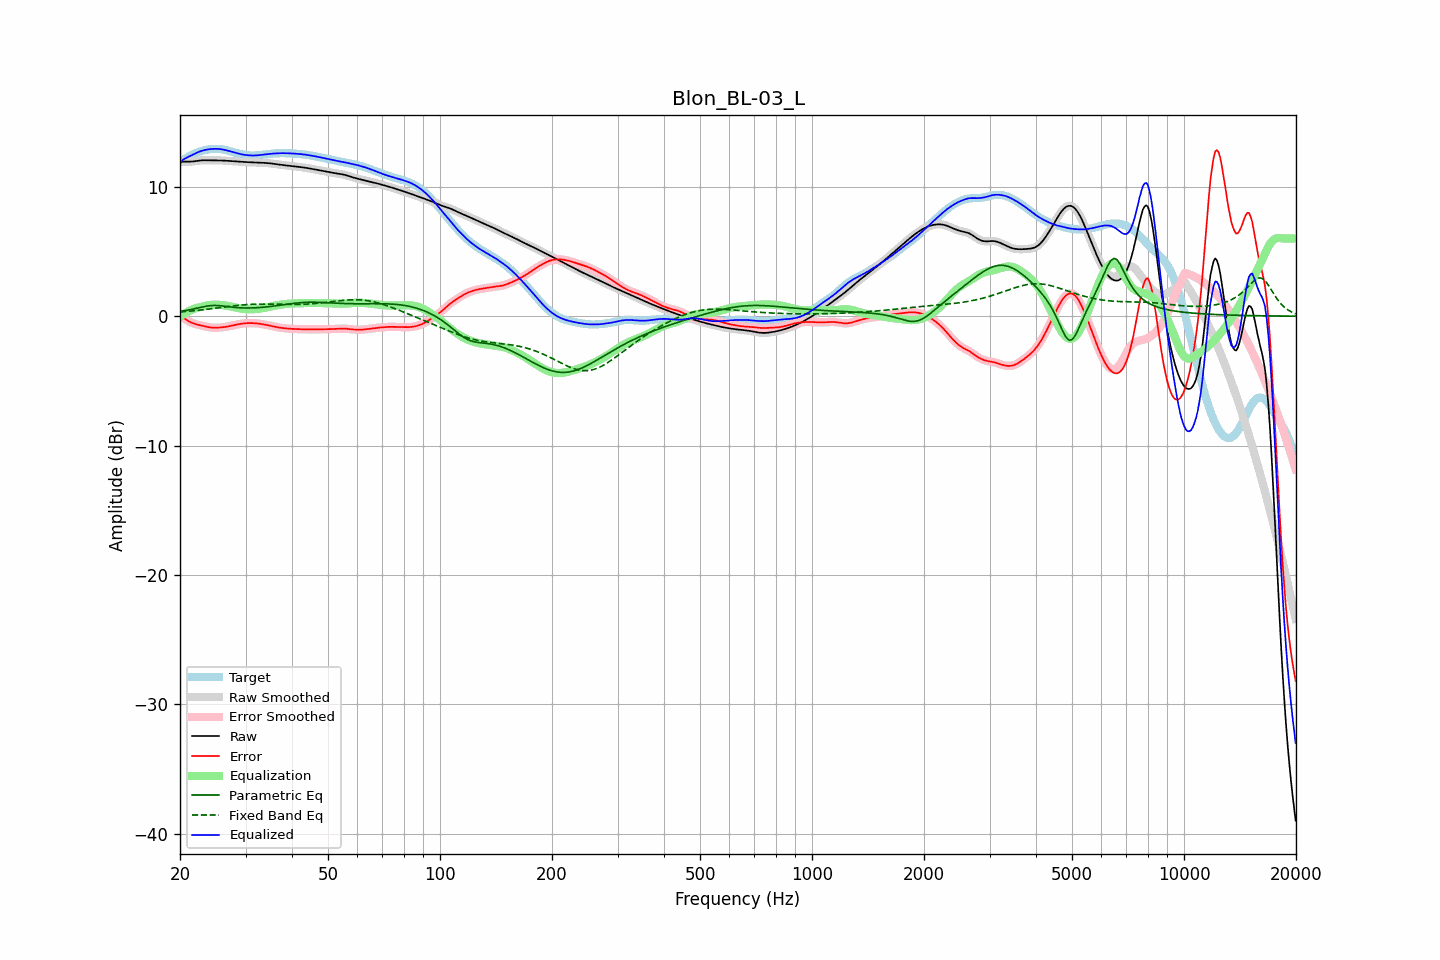 Blon_BL-03_L
Amplitude (dBr)
10
0
−10
−20
−30
−40
Target
Raw Smoothed
Error Smoothed
Raw
Error
Equalization
Parametric Eq
Fixed Band Eq
Equalized
20 50 100 200 500 1000 2000 5000 10000 20000
Frequency (Hz)